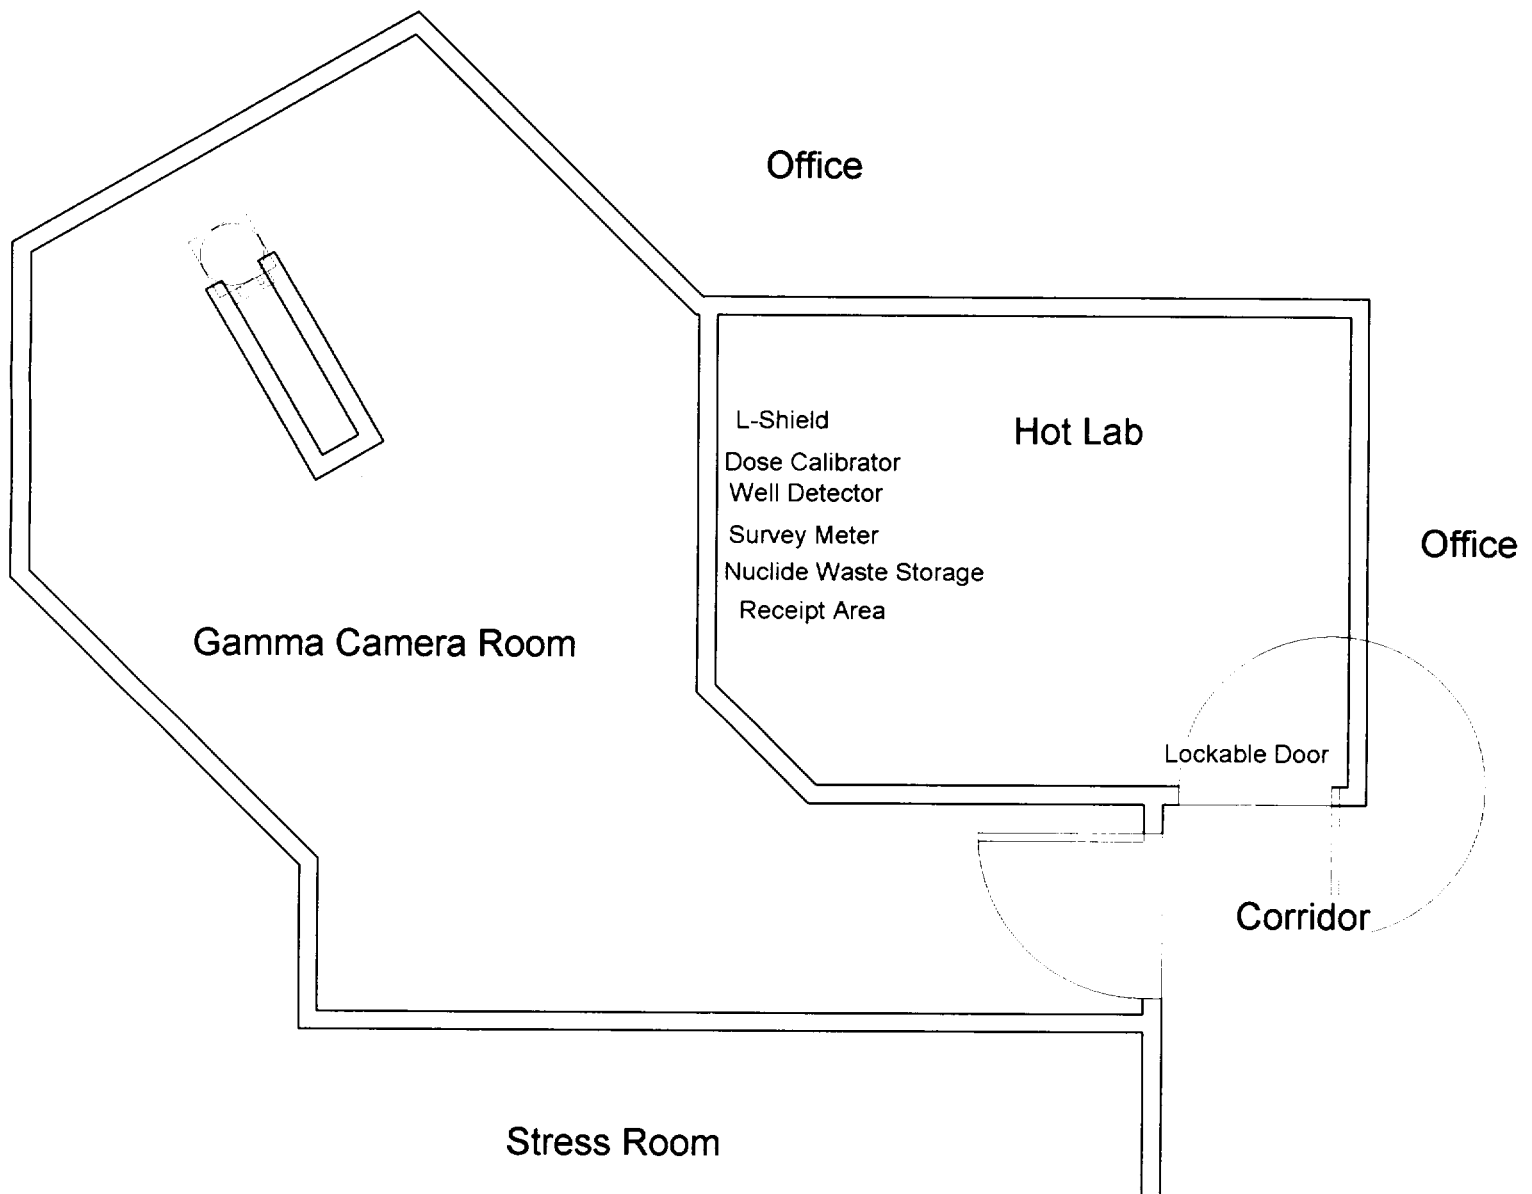 Office
L-Shield
Hot Lab
Dose Calibrator
Well Detector
Survey Meter
Office
Nuclide Waste Storage
Receipt Area
Gamma Camera Room
Lockable Door
Corridor
Stress Room